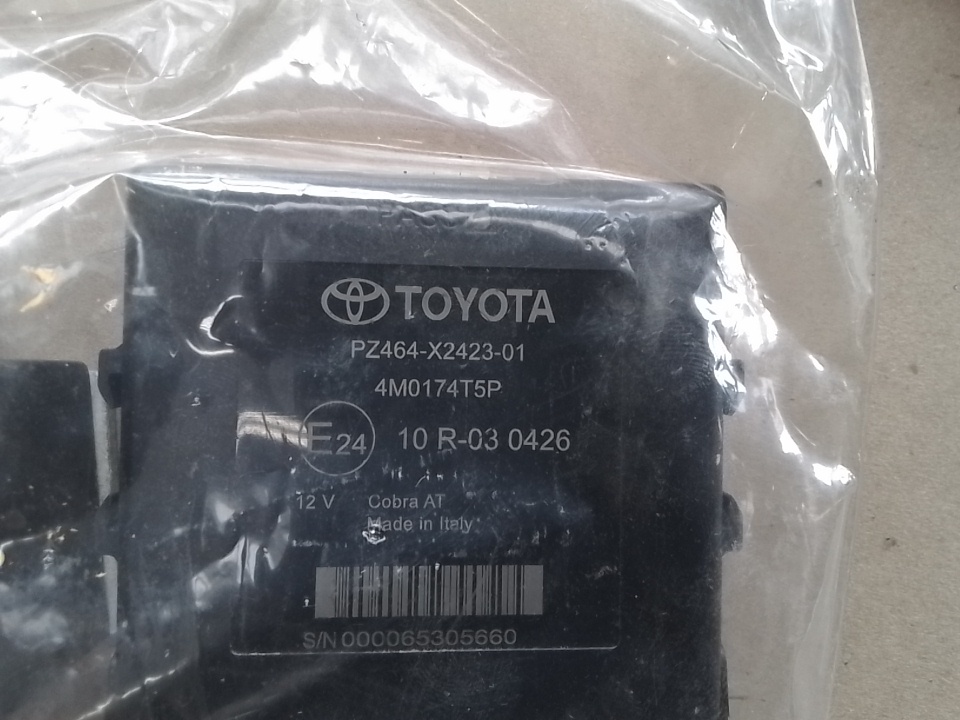 TOYOTA
PZ464-X2423-01
4M0174T5P
E24 10 R-03 0426
12 V Cobra AT
Made in Italy
S/N 000065305660